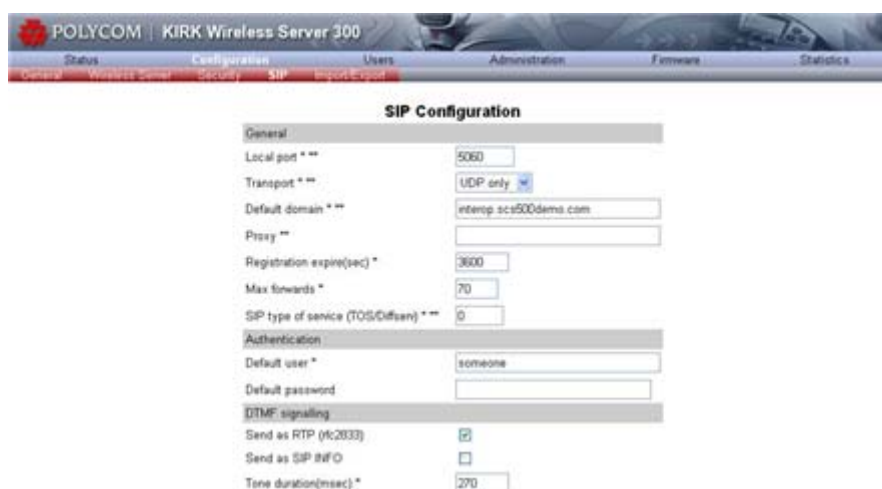 POLYCOM | KIRK Wireless Server 300
Status Configuration Users Administration Firmware Statistics
General Wireless Server Security SIP Import/Export
SIP Configuration
General
Local port * ** 5060
Transport * ** UDP only
Default domain * ** interop.scs500demo.com
Proxy **
Registration expire(sec) * 3600
Max forwards * 70
SIP type of service (TOS/Diffserv) * ** 0
Authentication
Default user * someone
Default password
DTMF signalling
Send as RTP (rfc2833)
Send as SIP INFO
Tone duration(msec) * 270